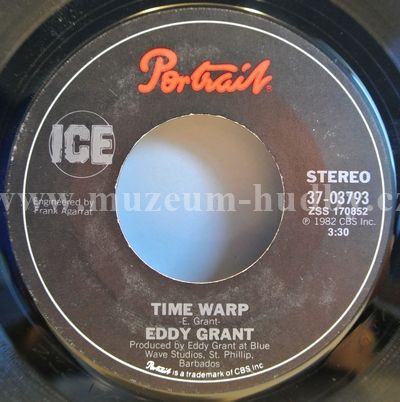 Portrait
ICE
Engineered by
Frank Agarrat
STEREO
37-03793
ZSS 170852
℗ 1982 CBS Inc.
3:30
www.muzeum-hudby.cz
TIME WARP
-E. Grant-
EDDY GRANT
Produced by Eddy Grant at Blue
Wave Studios, St. Phillip,
Barbados
Portrait is a trademark of CBS Inc